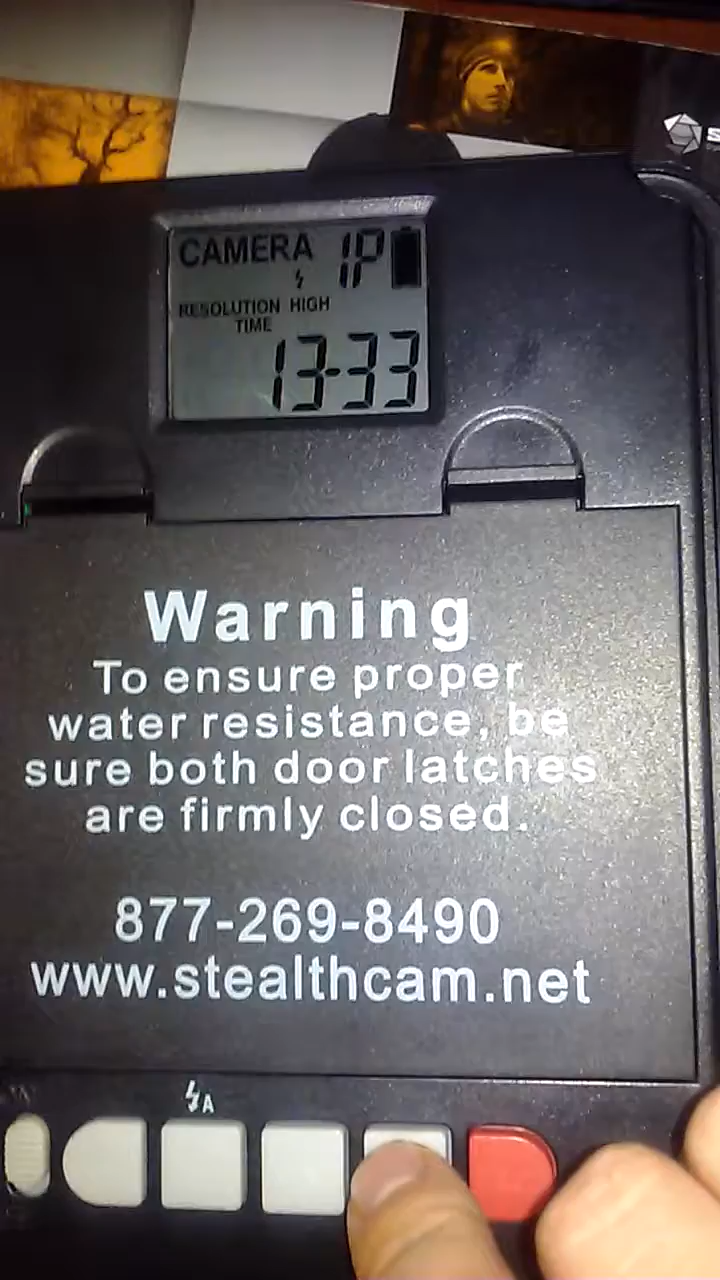 S
CAMERA 1P
RESOLUTION HIGH
TIME
13-33
Warning
To ensure proper
water resistance, be
sure both door latches
are firmly closed.
877-269-8490
www.stealthcam.net
A